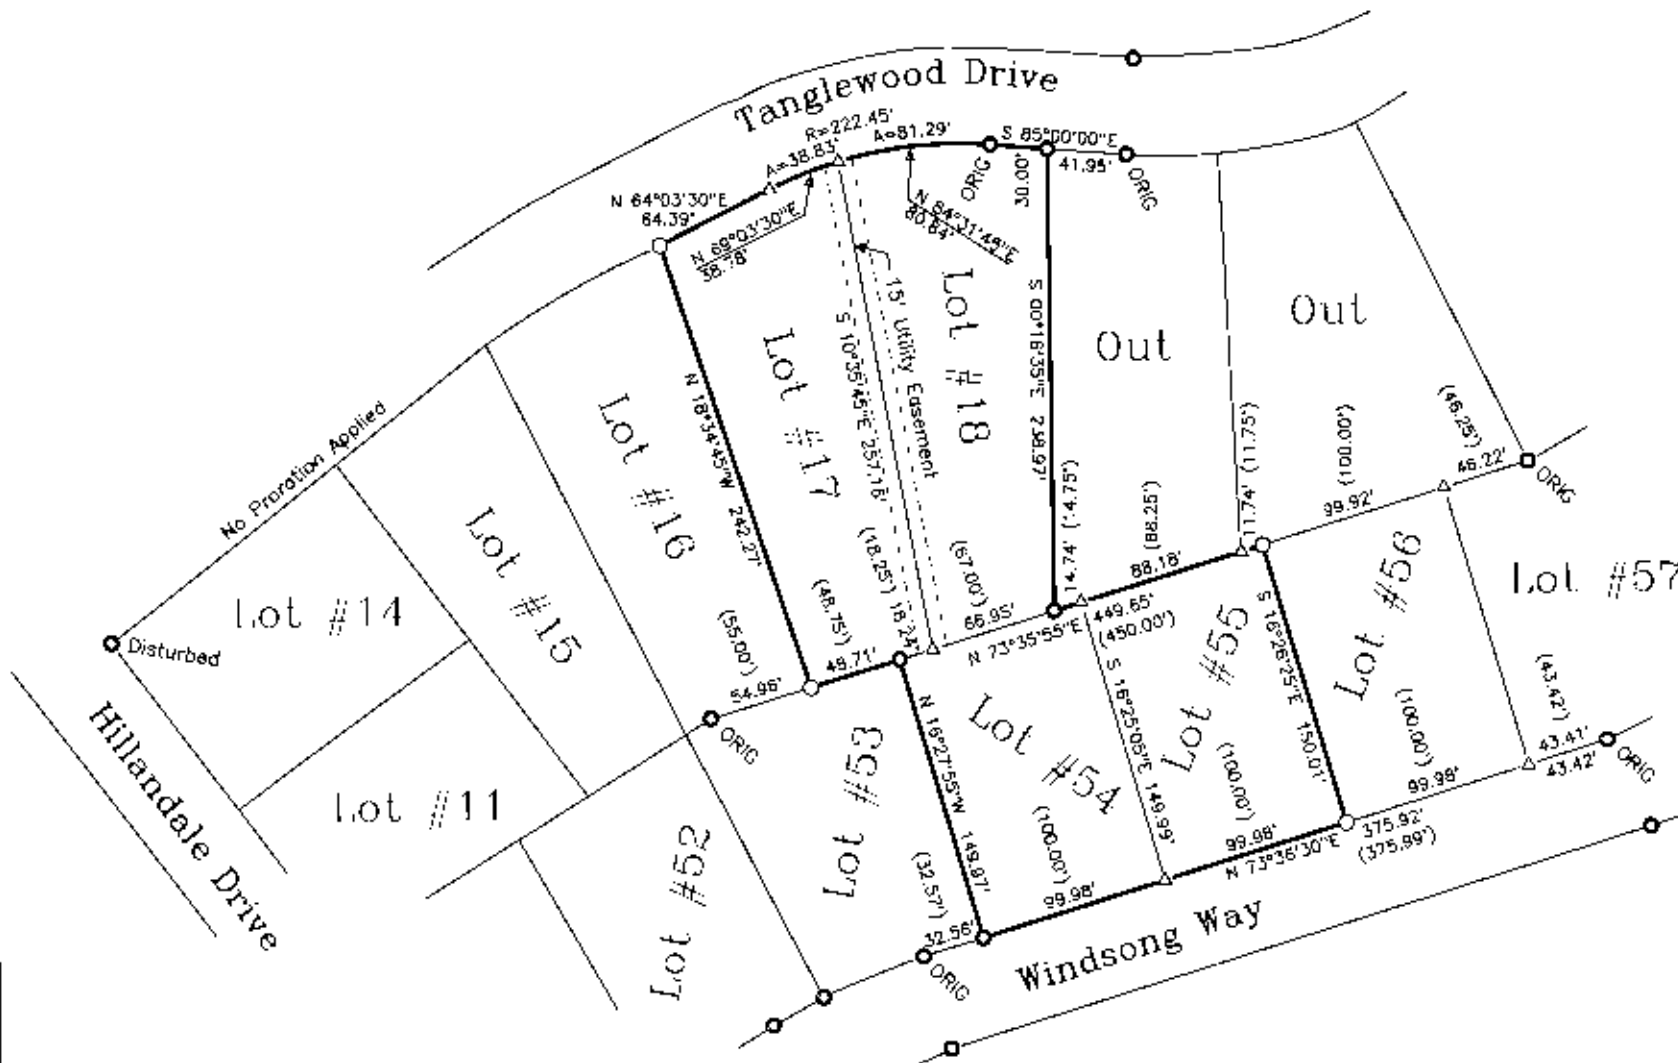 Tanglewood Drive
R=222.45'
A=38.83'
A=81.29'
S 85°00'00"E
41.95'
30.00'
ORIG
ORIG
N 64°03'30"E
64.39'
N 69°03'30"E
38.78'
N 84°31'49"E
80.84'
15' Utility Easement
S 10°35'45"E 257.16'
S 00°18'35"E 238.97'
N 18°34'45"W 242.27'
Lot #18
Lot #17
Lot #16
Lot #15
Lot #14
Lot #11
Out
Out
No Proration Applied
Disturbed
Hillandale Drive
(55.00')
54.96'
ORIG
(48.75')
48.71'
(18.25') 18.24'
(67.00')
66.95'
14.74' (14.75')
(88.25')
88.18'
11.74' (11.75')
(100.00')
99.92'
(46.25')
46.22'
ORIG
N 73°35'55"E
449.65'
(450.00')
Lot #52
Lot #53
Lot #54
Lot #55
Lot #56
Lot #57
N 16°27'55"W 149.97'
S 16°25'05"E 149.99'
S 16°26'25"E 150.01'
(32.57')
32.56'
ORIG
(100.00')
99.98'
(100.00')
99.98'
(100.00')
99.98'
(43.42')
43.41'
43.42'
ORIG
N 73°36'30"E
375.92'
(375.99')
Windsong Way